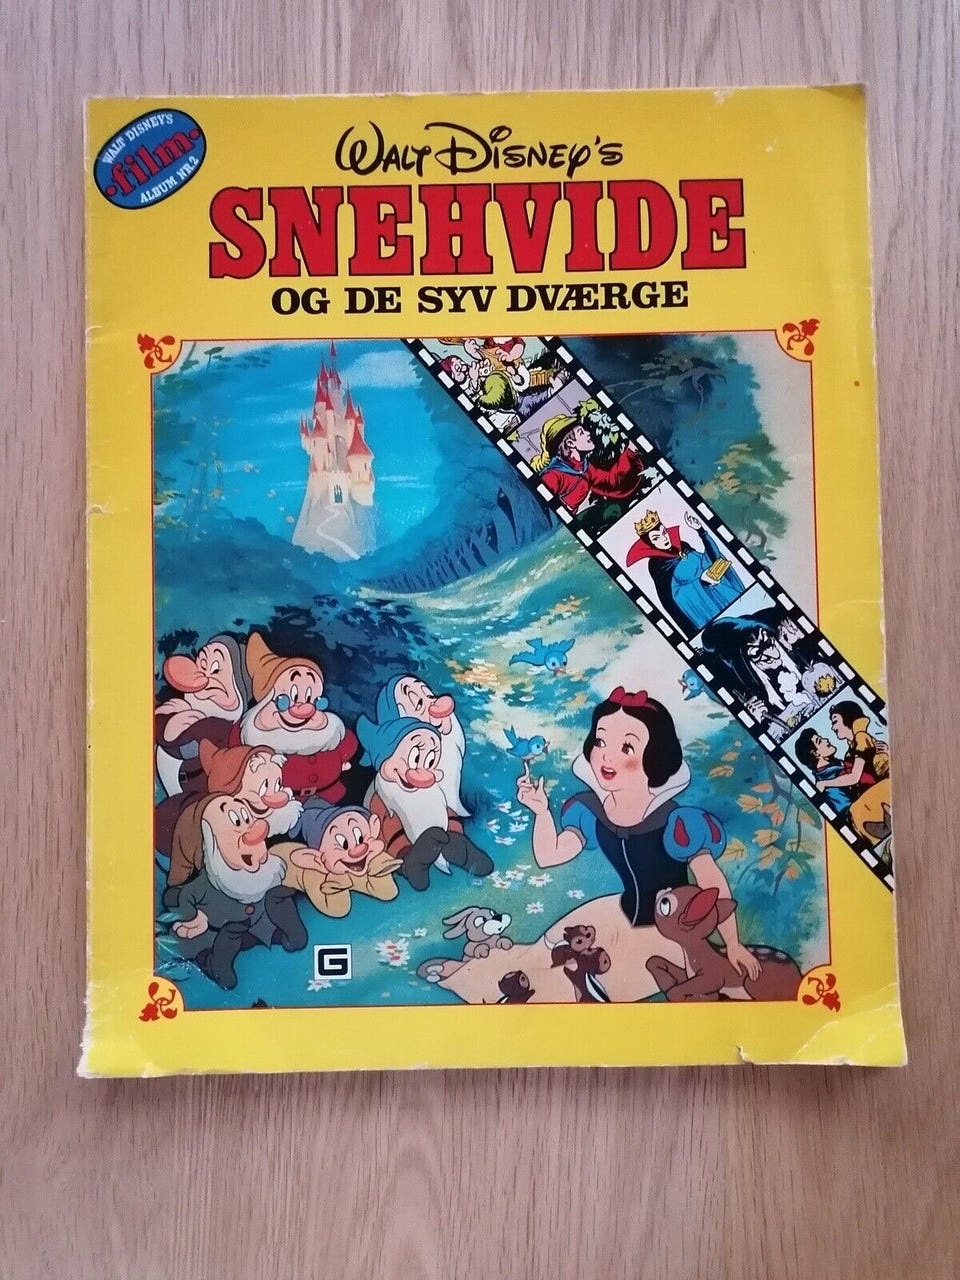 WALT DISNEY'S
film
ALBUM NR.2
WALT DISNEY'S
SNEHVIDE
OG DE SYV DVÆRGE
G